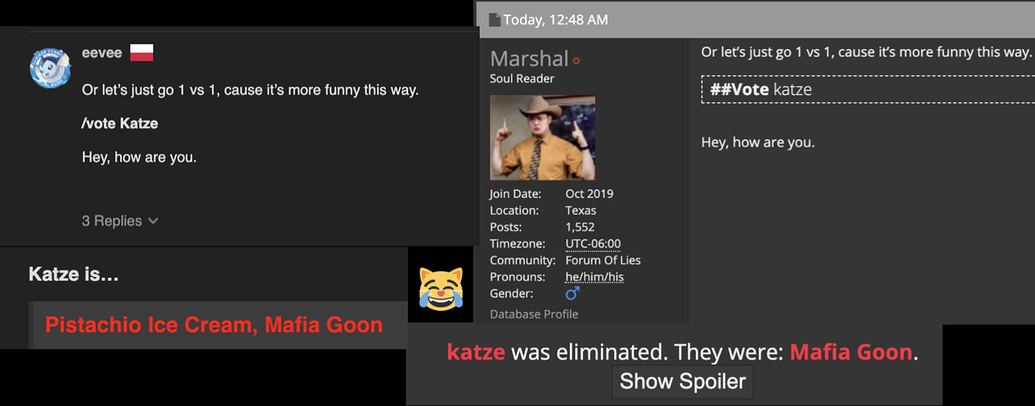 eevee
Or let's just go 1 vs 1, cause it's more funny this way.
/vote Katze
Hey, how are you.
3 Replies
Katze is...
Pistachio Ice Cream, Mafia Goon
Today, 12:48 AM
Marshal
Soul Reader
Join Date: Oct 2019
Location: Texas
Posts: 1,552
Timezone: UTC-06:00
Community: Forum Of Lies
Pronouns: he/him/his
Gender: ♂
Database Profile
Or let's just go 1 vs 1, cause it's more funny this way.
##Vote katze
Hey, how are you.
katze was eliminated. They were: Mafia Goon.
Show Spoiler